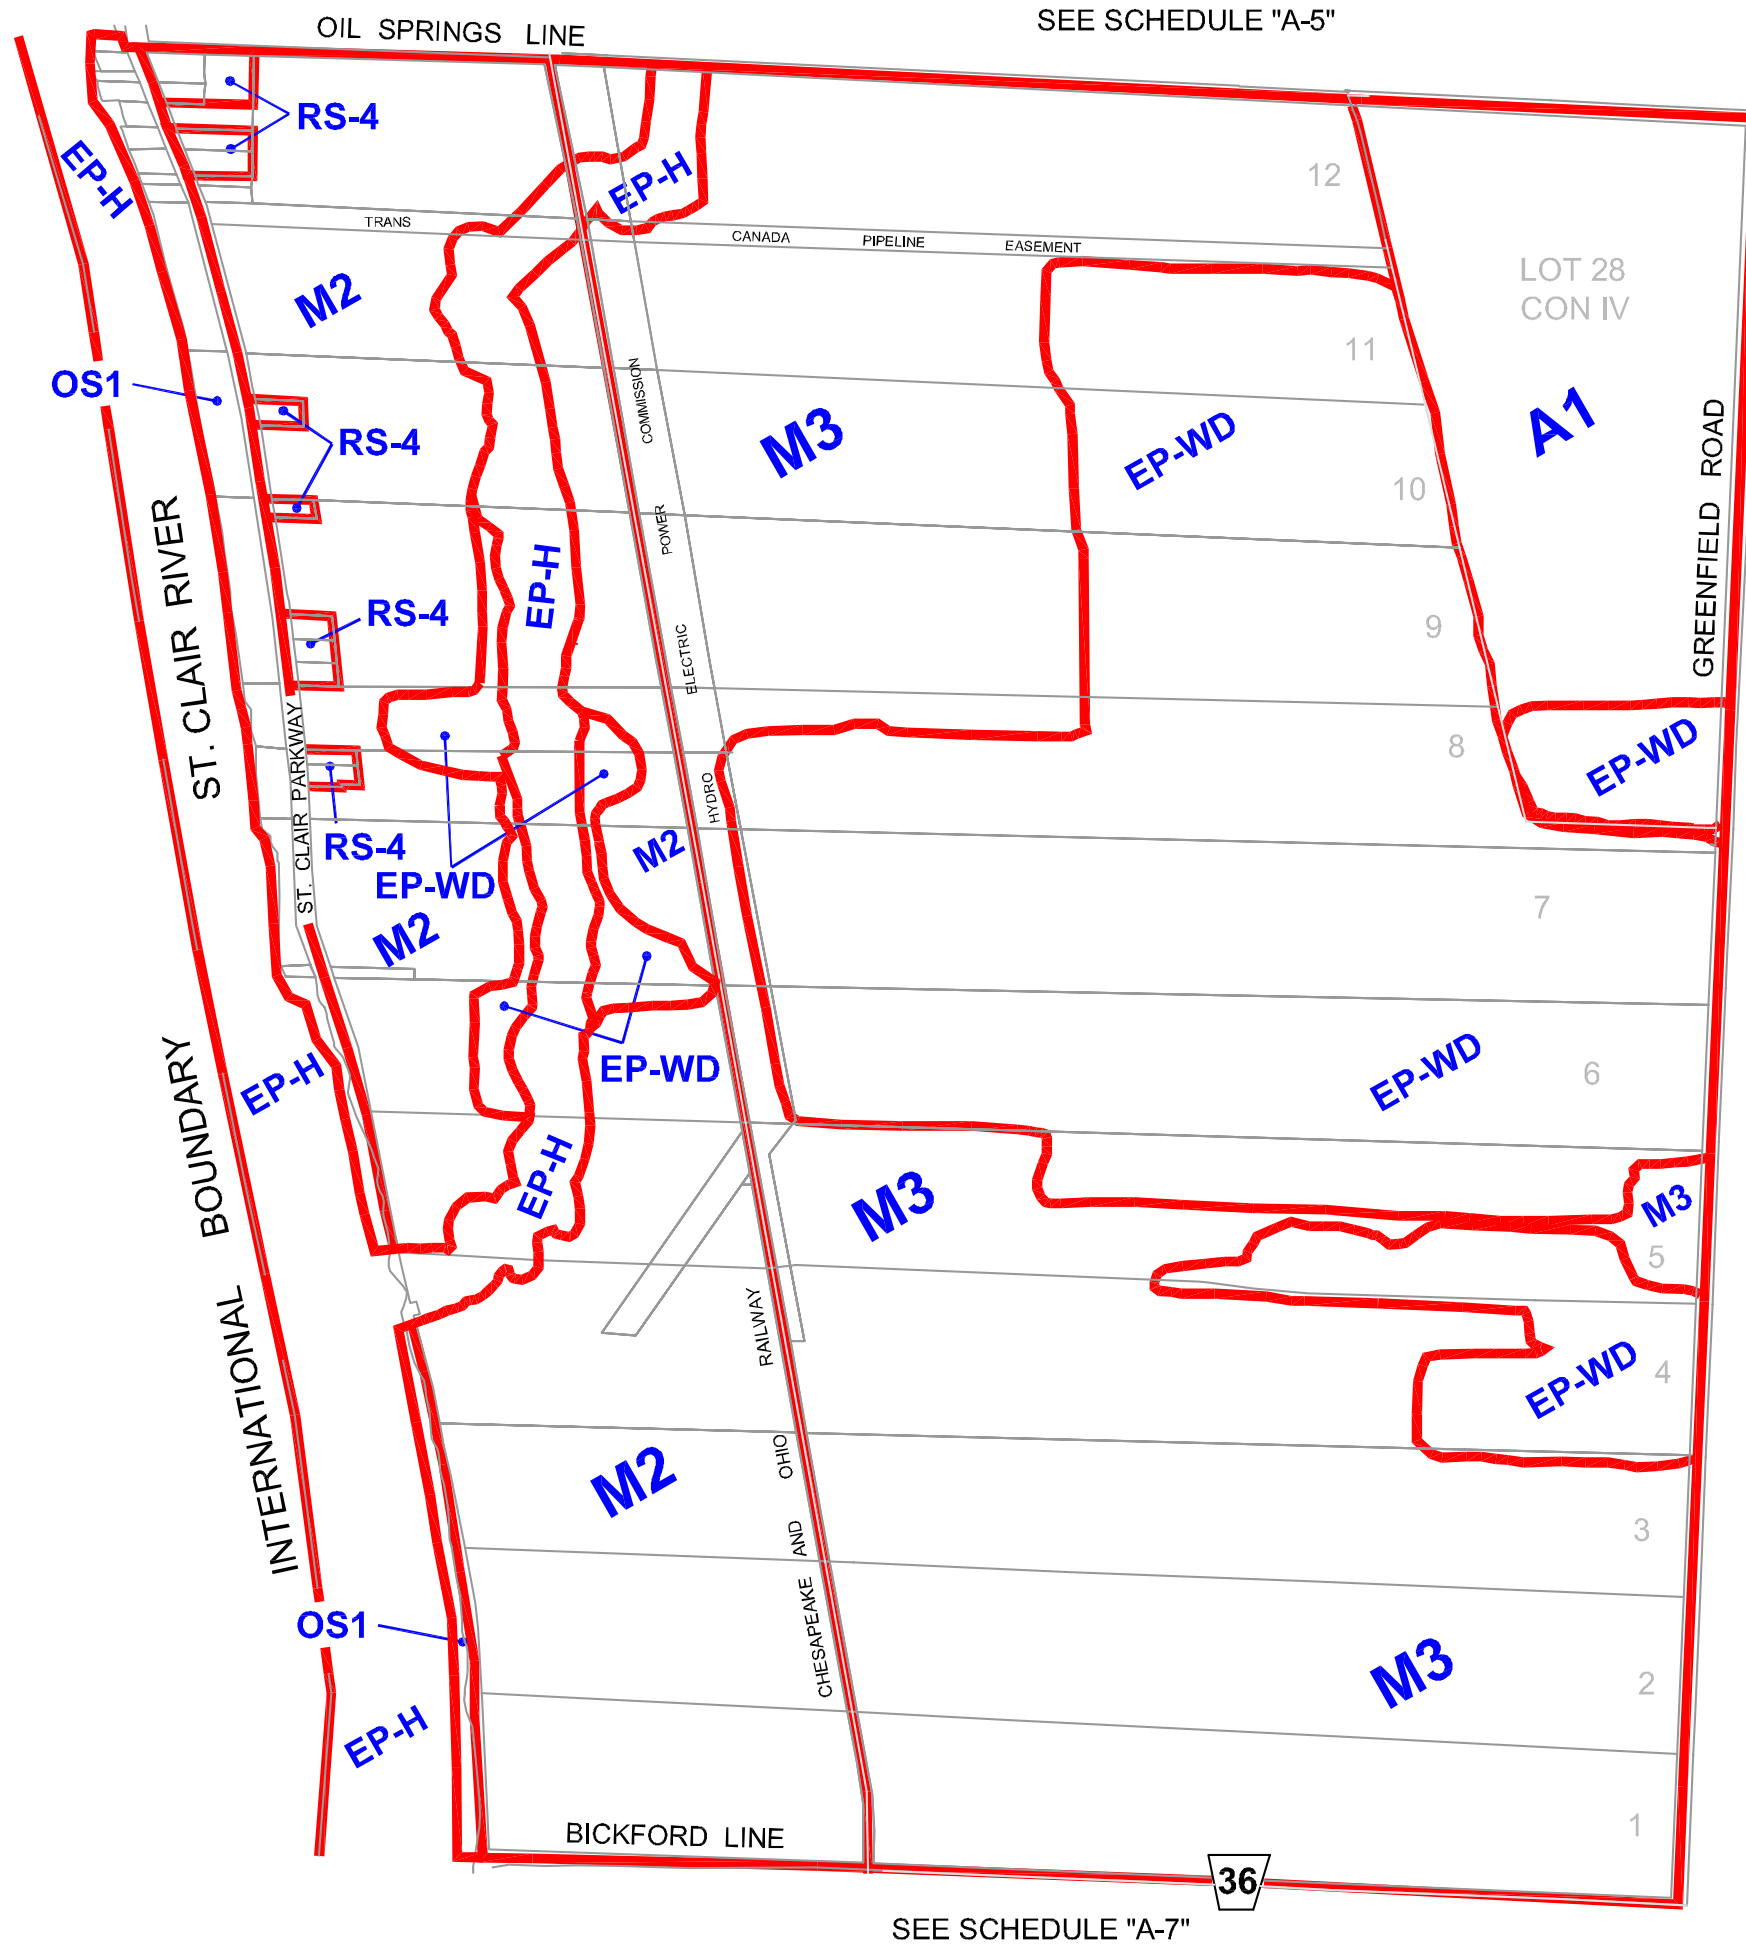 SEE SCHEDULE "A-5"
OIL SPRINGS LINE
RS-4
EP-H
EP-H
12
TRANS CANADA PIPELINE EASEMENT
M2
LOT 28
CON IV
11
OS1
RS-4
M3
EP-WD
A1
10
GREENFIELD ROAD
ST. CLAIR RIVER
EP-H
RS-4
9
HYDRO ELECTRIC POWER COMMISSION
8
EP-WD
ST. CLAIR PARKWAY
RS-4
M2
EP-WD
M2
7
EP-H
EP-WD
EP-WD
6
INTERNATIONAL BOUNDARY
EP-H
M3
M3
5
EP-WD
4
M2
CHESAPEAKE AND OHIO RAILWAY
3
OS1
M3
2
EP-H
1
BICKFORD LINE
36
SEE SCHEDULE "A-7"